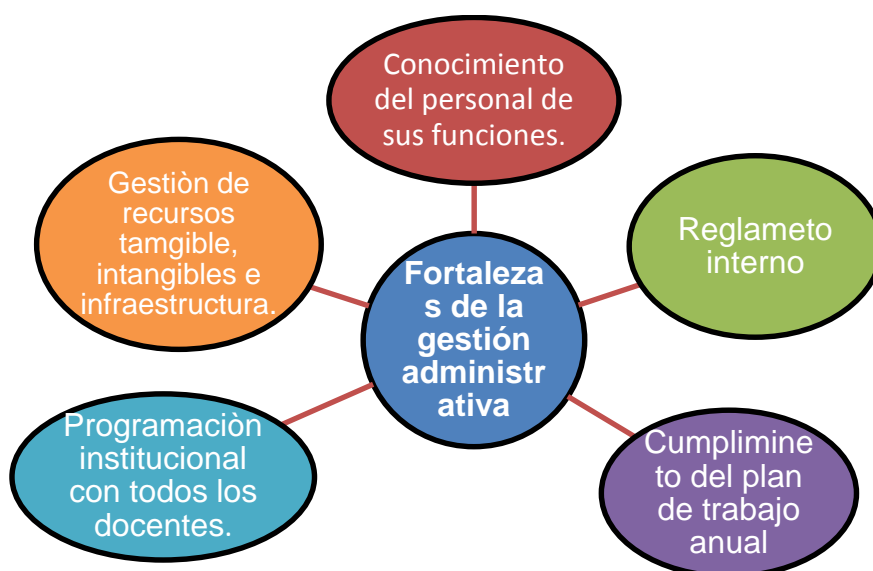 Conocimiento
del personal de
sus funciones.
Gestiòn de
recursos
tamgible,
intangibles e
infraestructura.
Reglameto
interno
Fortaleza
s de la
gestión
administr
ativa
Programaciòn
institucional
con todos los
docentes.
Cumplimine
to del plan
de trabajo
anual